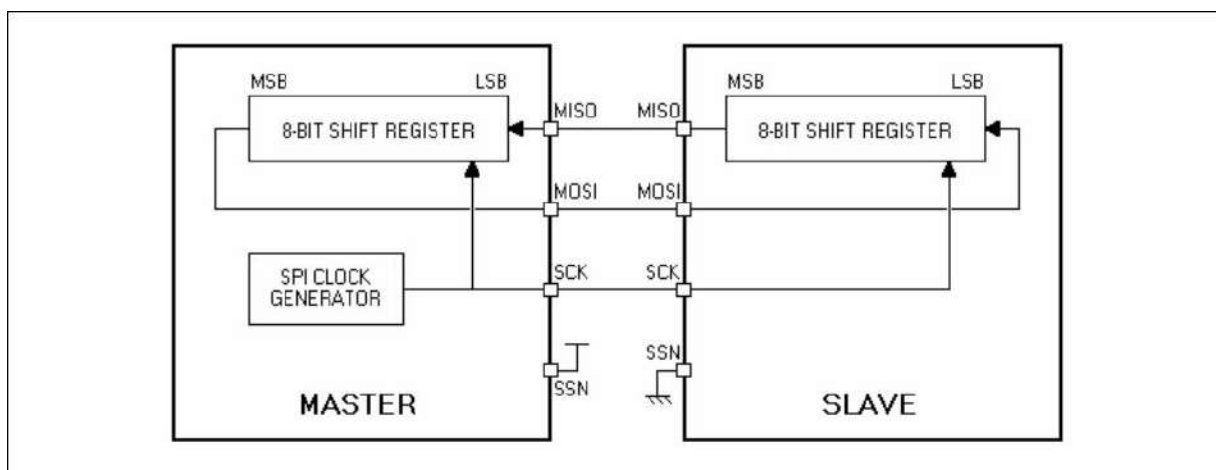 MSB LSB
8-BIT SHIFT REGISTER
MISO MISO
MSB LSB
8-BIT SHIFT REGISTER
MOSI MOSI
SPI CLOCK
GENERATOR
SCK SCK
SSN
SSN
MASTER
SLAVE